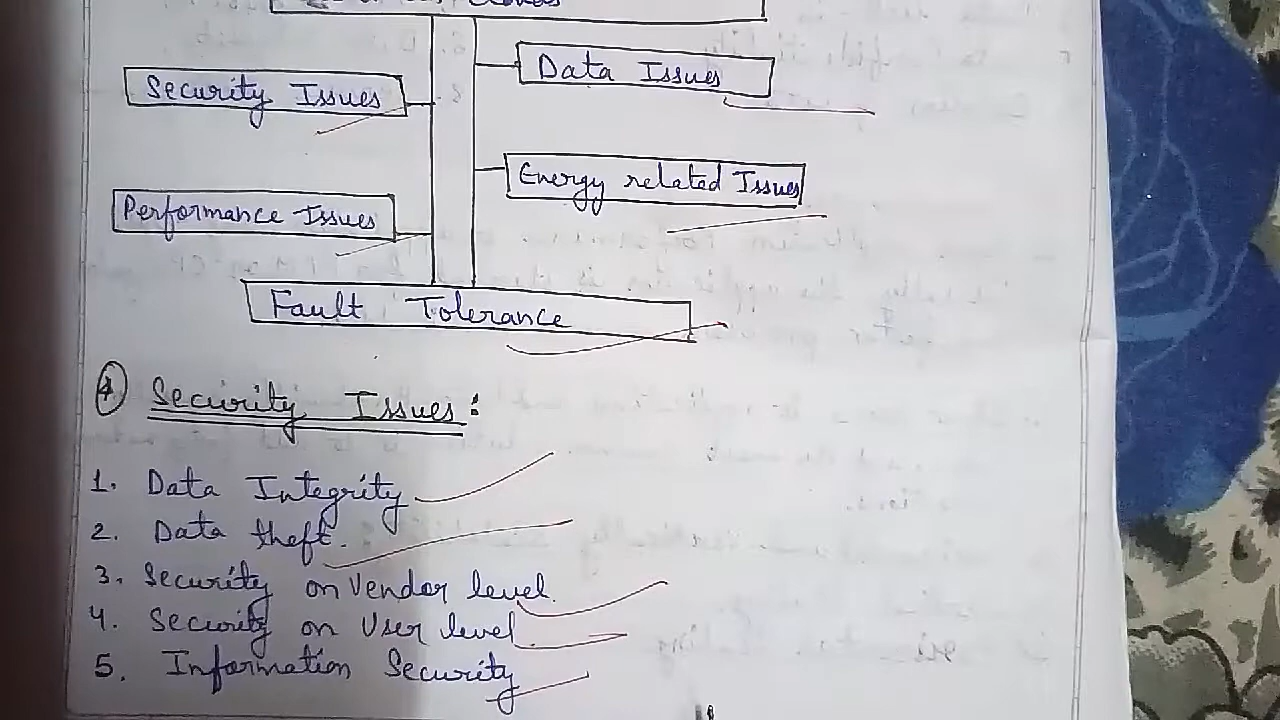 Data Issues
Security Issues
Energy related Issues
Performance Issues
Fault Tolerance
Security Issues:
1. Data Integrity
2. Data theft.
3. Security on Vendor level.
4. Security on User level.
5. Information Security